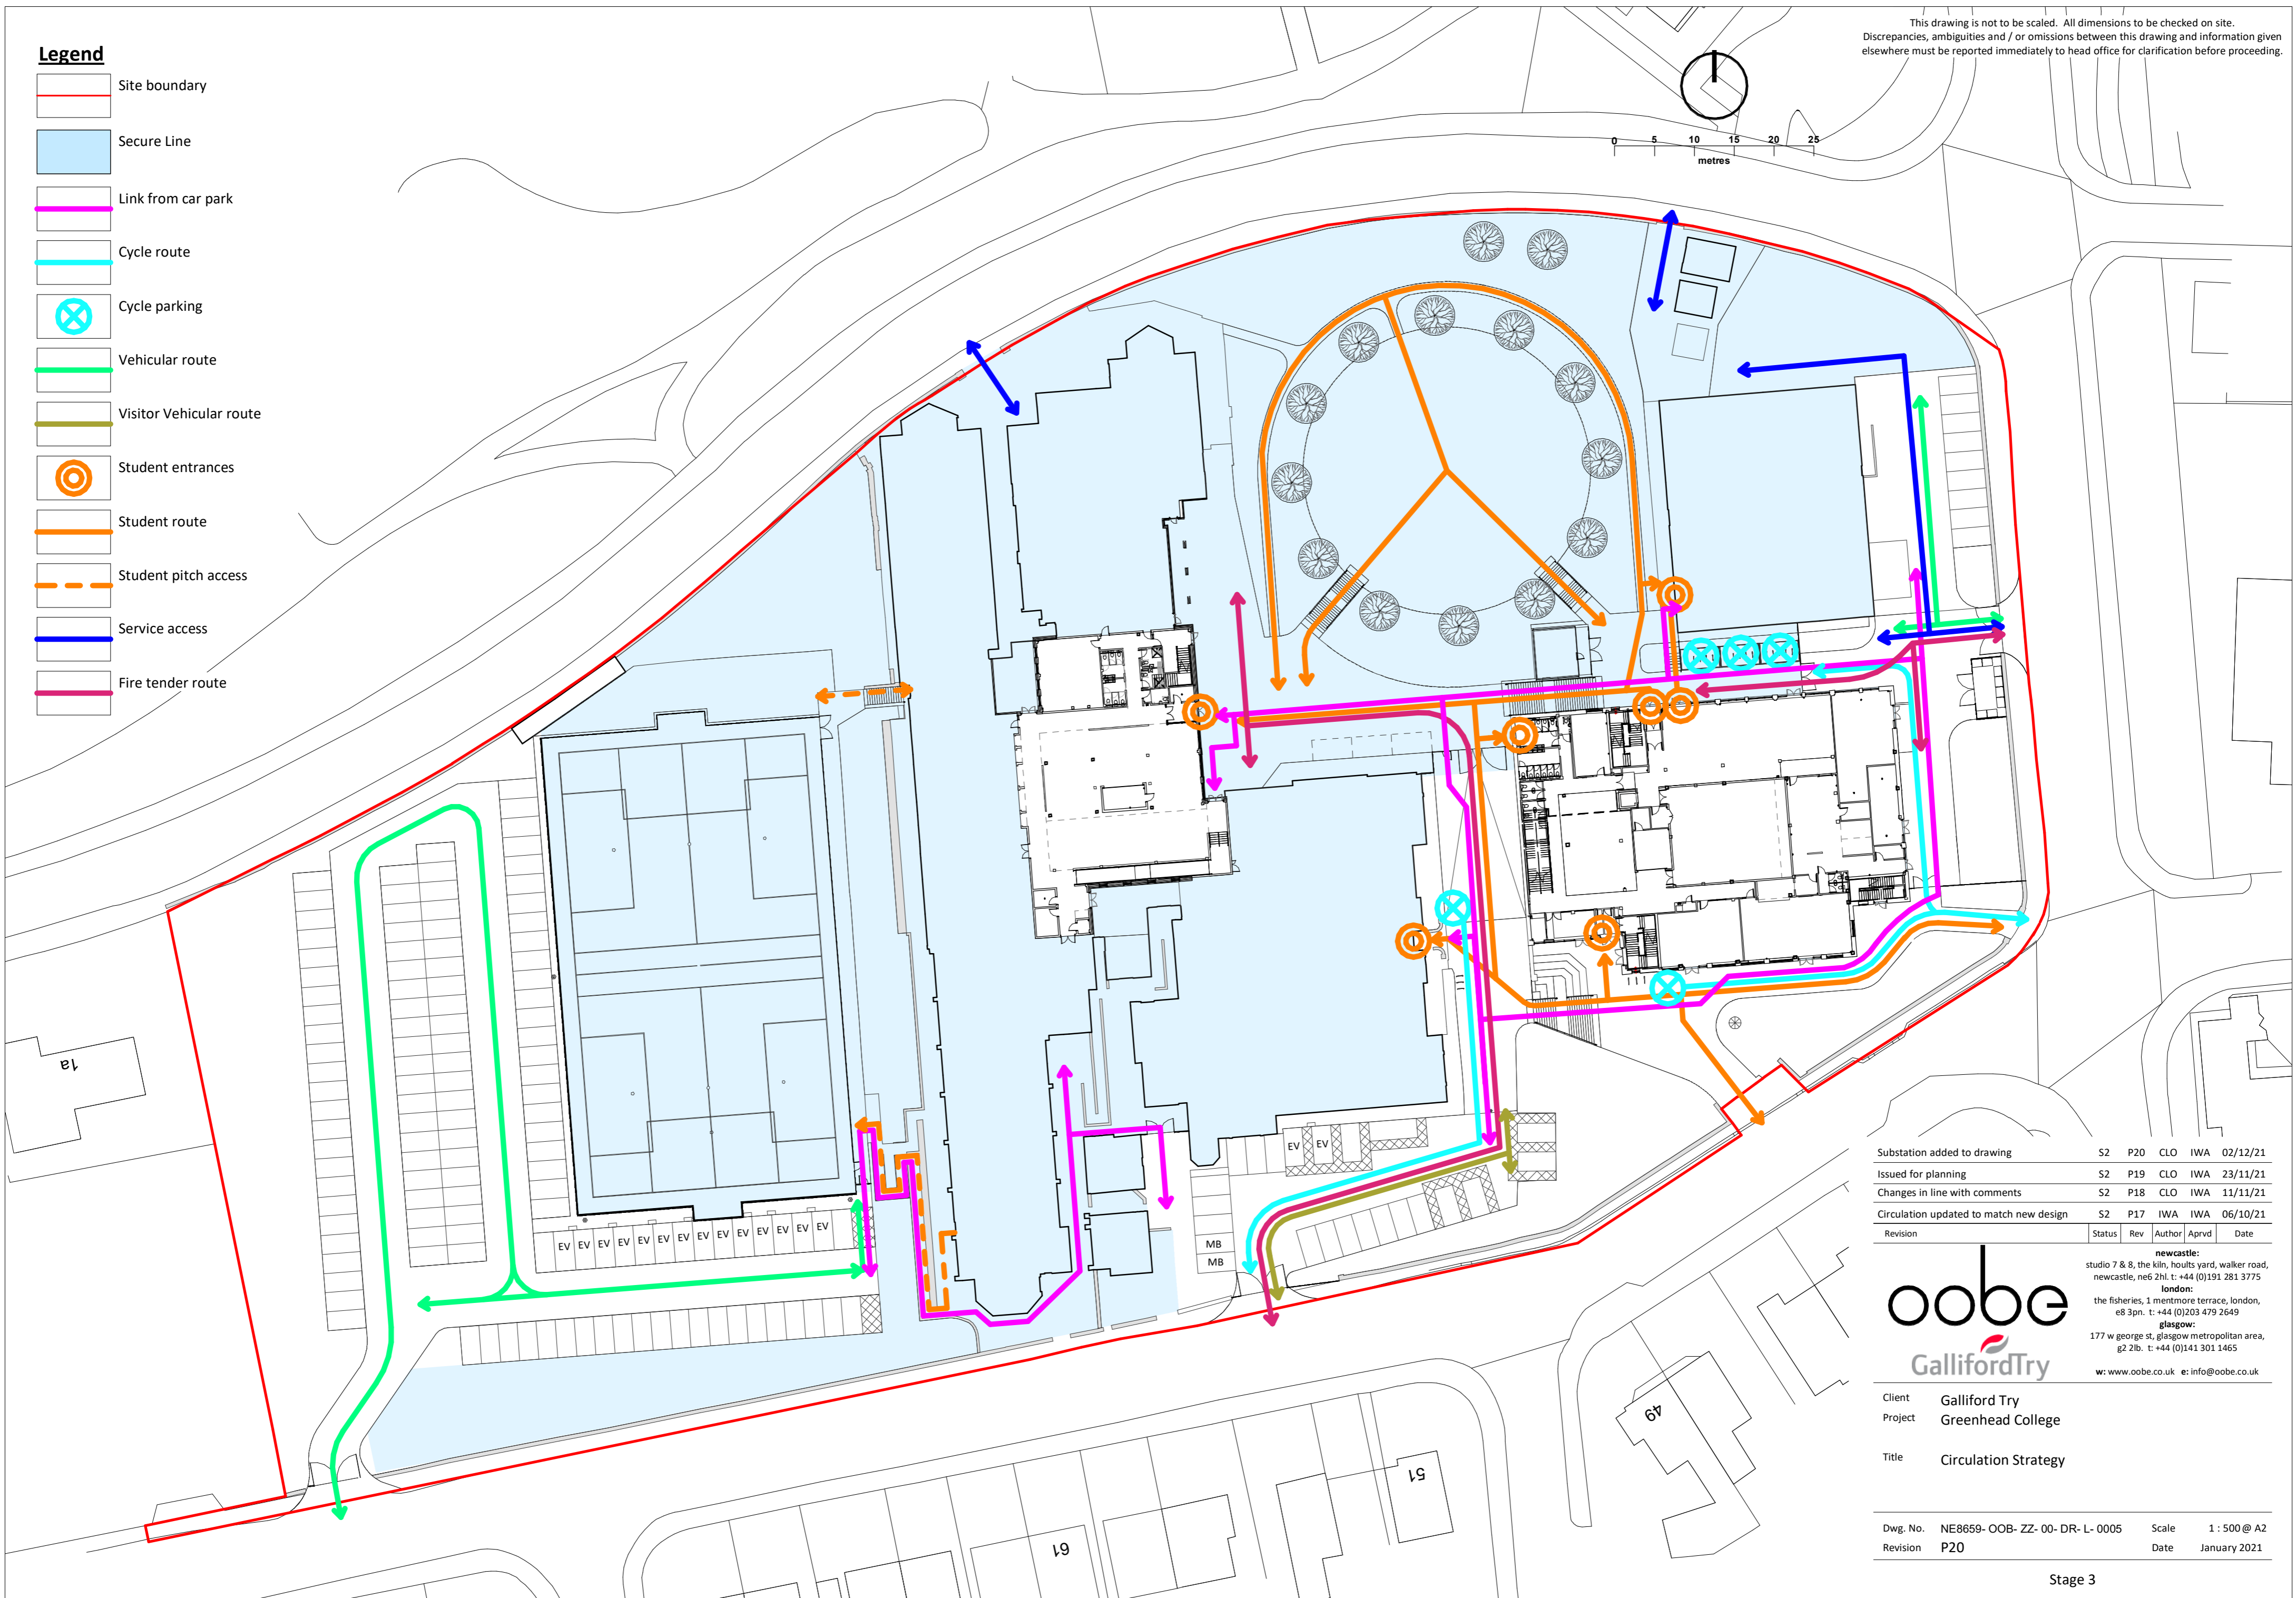 This drawing is not to be scaled. All dimensions to be checked on site.
Discrepancies, ambiguities and / or omissions between this drawing and information given
elsewhere must be reported immediately to head office for clarification before proceeding.
Legend
Site boundary
Secure Line
Link from car park
Cycle route
Cycle parking
Vehicular route
Visitor Vehicular route
Student entrances
Student route
Student pitch access
Service access
Fire tender route
0 5 10 15 20 25
metres
1a
EV EV
EV EV EV EV EV EV EV EV EV EV EV EV EV EV
MB
MB
49
51
61
Substation added to drawing S2 P20 CLO IWA 02/12/21
Issued for planning S2 P19 CLO IWA 23/11/21
Changes in line with comments S2 P18 CLO IWA 11/11/21
Circulation updated to match new design S2 P17 IWA IWA 06/10/21
Revision Status Rev Author Aprvd Date
oobe
GallifordTry
newcastle:
studio 7 & 8, the kiln, hoults yard, walker road,
newcastle, ne6 2hl. t: +44 (0)191 281 3775
london:
the fisheries, 1 mentmore terrace, london,
e8 3pn. t: +44 (0)203 479 2649
glasgow:
177 w george st, glasgow metropolitan area,
g2 2lb. t: +44 (0)141 301 1465
w: www.oobe.co.uk e: info@oobe.co.uk
Client Galliford Try
Project Greenhead College
Title Circulation Strategy
Dwg. No. NE8659- OOB- ZZ- 00- DR- L- 0005 Scale 1 : 500 @ A2
Revision P20 Date January 2021
Stage 3